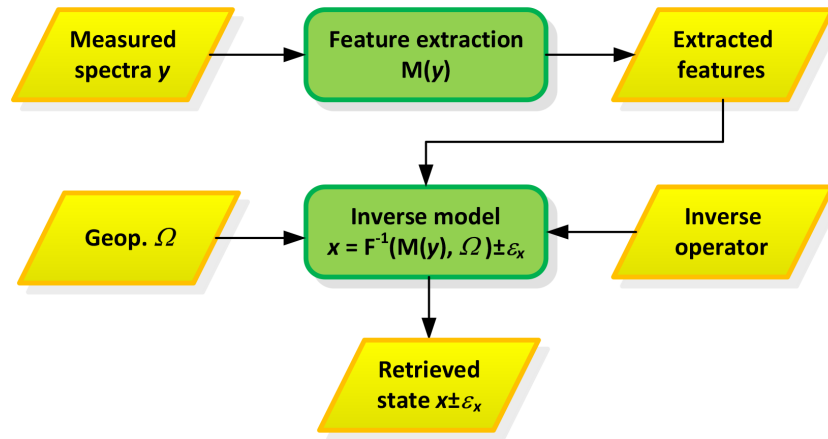 Measured
spectra y
Feature extraction
M(y)
Extracted
features
Geop. Ω
Inverse model
x = F⁻¹(M(y), Ω)±εₓ
Inverse
operator
Retrieved
state x±εₓ